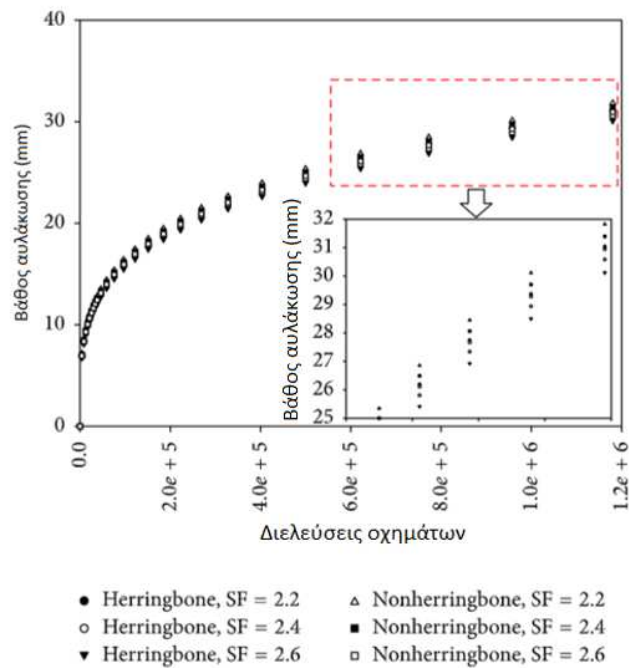 Βάθος αυλάκωσης (mm)
40
30
20
10
0
Βάθος αυλάκωσης (mm)
32
31
30
29
28
27
26
25
0.0
2.0e + 5
4.0e + 5
6.0e + 5
8.0e + 5
1.0e + 6
1.2e + 6
Διελεύσεις οχημάτων
Herringbone, SF = 2.2
Herringbone, SF = 2.4
Herringbone, SF = 2.6
Nonherringbone, SF = 2.2
Nonherringbone, SF = 2.4
Nonherringbone, SF = 2.6